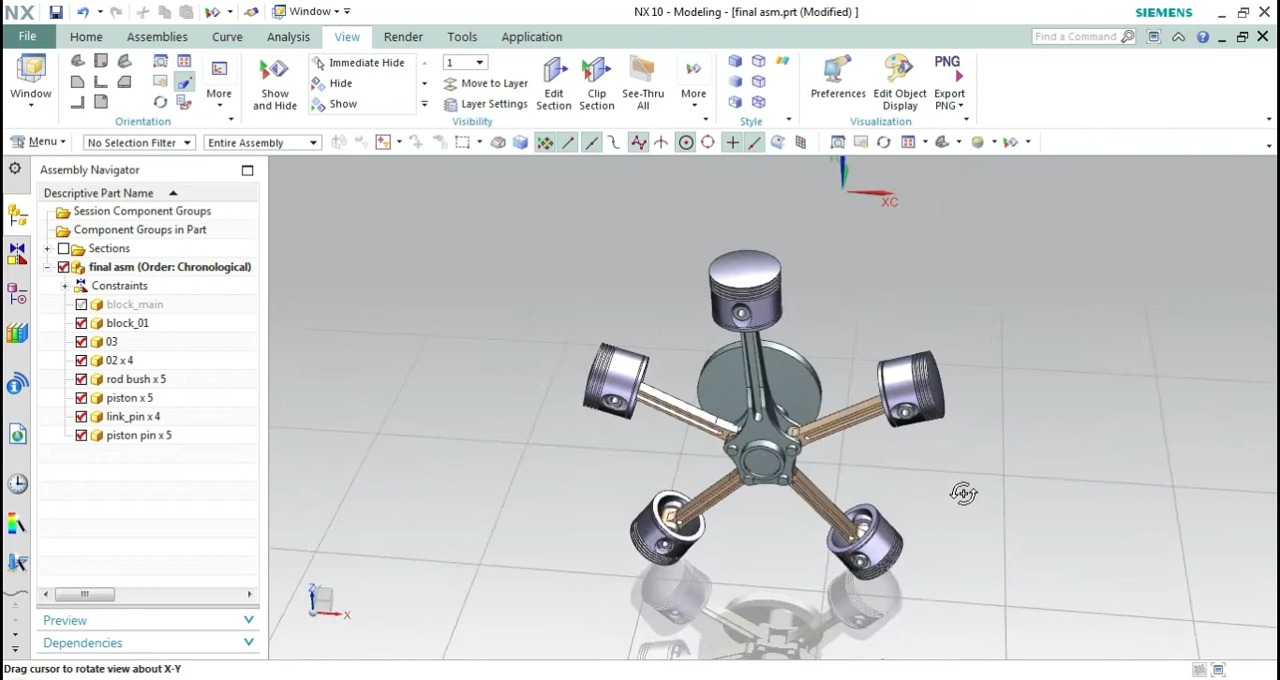 NX
Window
NX 10 - Modeling - [final asm.prt (Modified) ]
SIEMENS
File
Home
Assemblies
Curve
Analysis
View
Render
Tools
Application
Find a Command
Window
More
Orientation
Show and Hide
Immediate Hide
Hide
Show
1
Move to Layer
Layer Settings
Visibility
Edit Section
Clip Section
See-Thru All
More
Style
Preferences
Edit Object Display
PNG
Export PNG
Visualization
Menu
No Selection Filter
Entire Assembly
Assembly Navigator
Descriptive Part Name
Session Component Groups
Component Groups in Part
Sections
final asm (Order: Chronological)
Constraints
block_main
block_01
03
02 x 4
rod bush x 5
piston x 5
link_pin x 4
piston pin x 5
Preview
Dependencies
XC
Z
X
Drag cursor to rotate view about X-Y